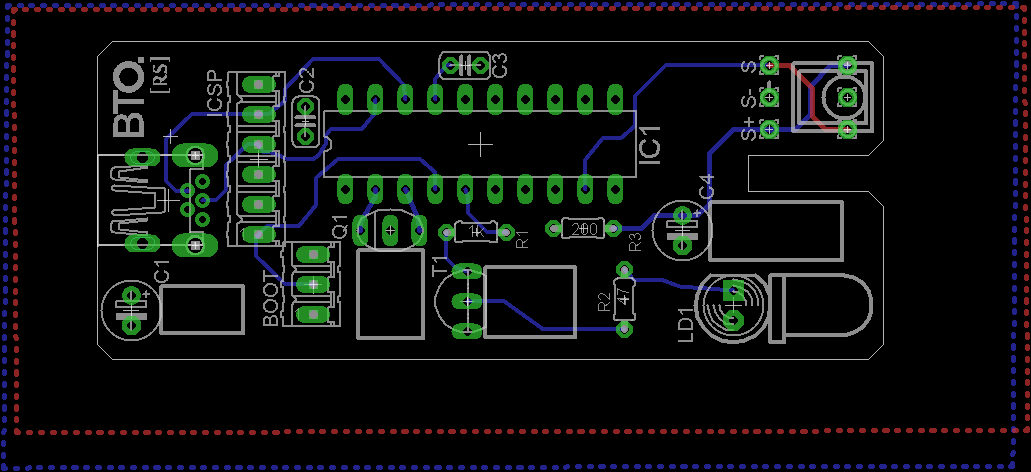 BTO.
[RS]
ICSP
C2
C3
IC1
S
S-
S+
C4
Q1
1K
R1
200
R3
T1
C1
BOOT
R2
47
LD1
+
+